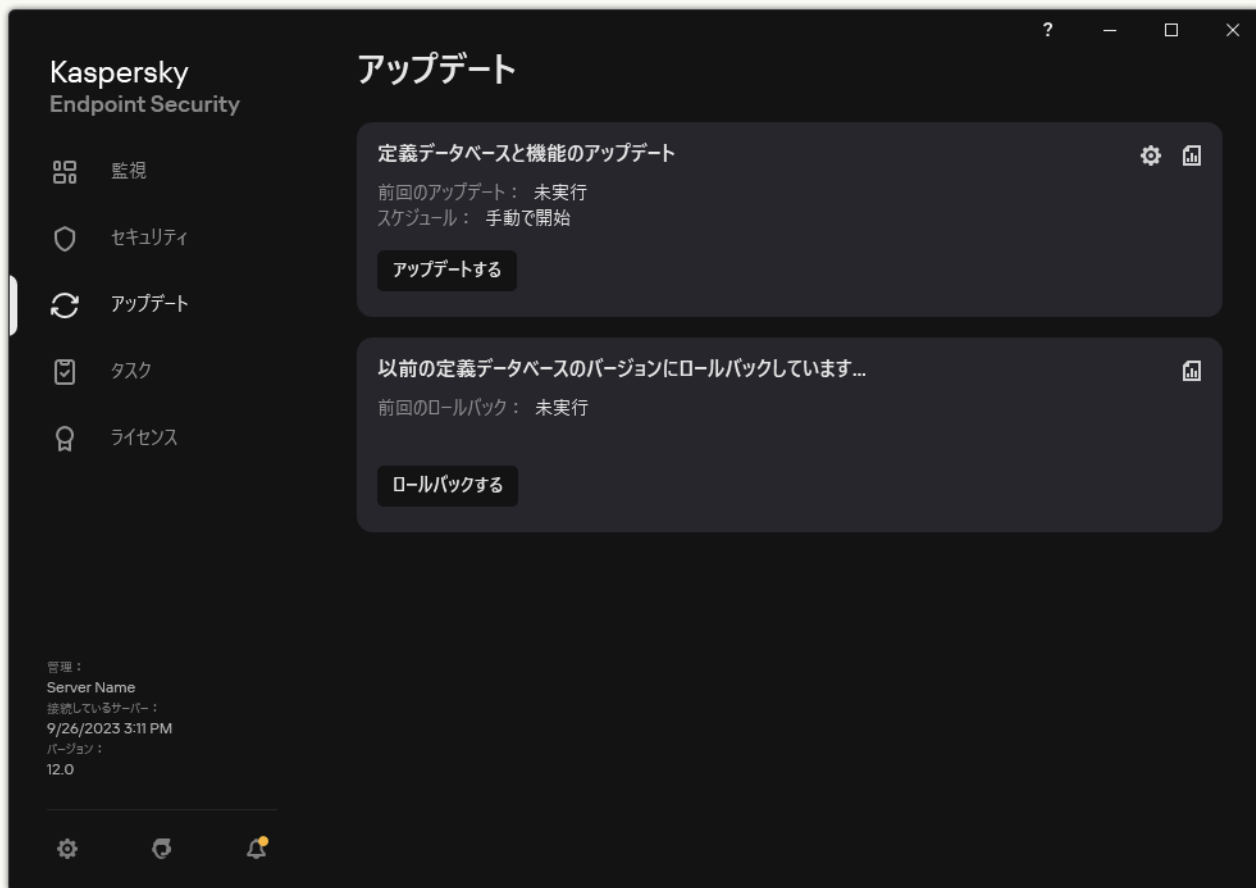 ?
Kaspersky
Endpoint Security
監視
セキュリティ
アップデート
タスク
ライセンス
管理：
Server Name
接続しているサーバー：
9/26/2023 3:11 PM
バージョン：
12.0
アップデート
定義データベースと機能のアップデート
前回のアップデート： 未実行
スケジュール： 手動で開始
アップデートする
以前の定義データベースのバージョンにロールバックしています...
前回のロールバック： 未実行
ロールバックする